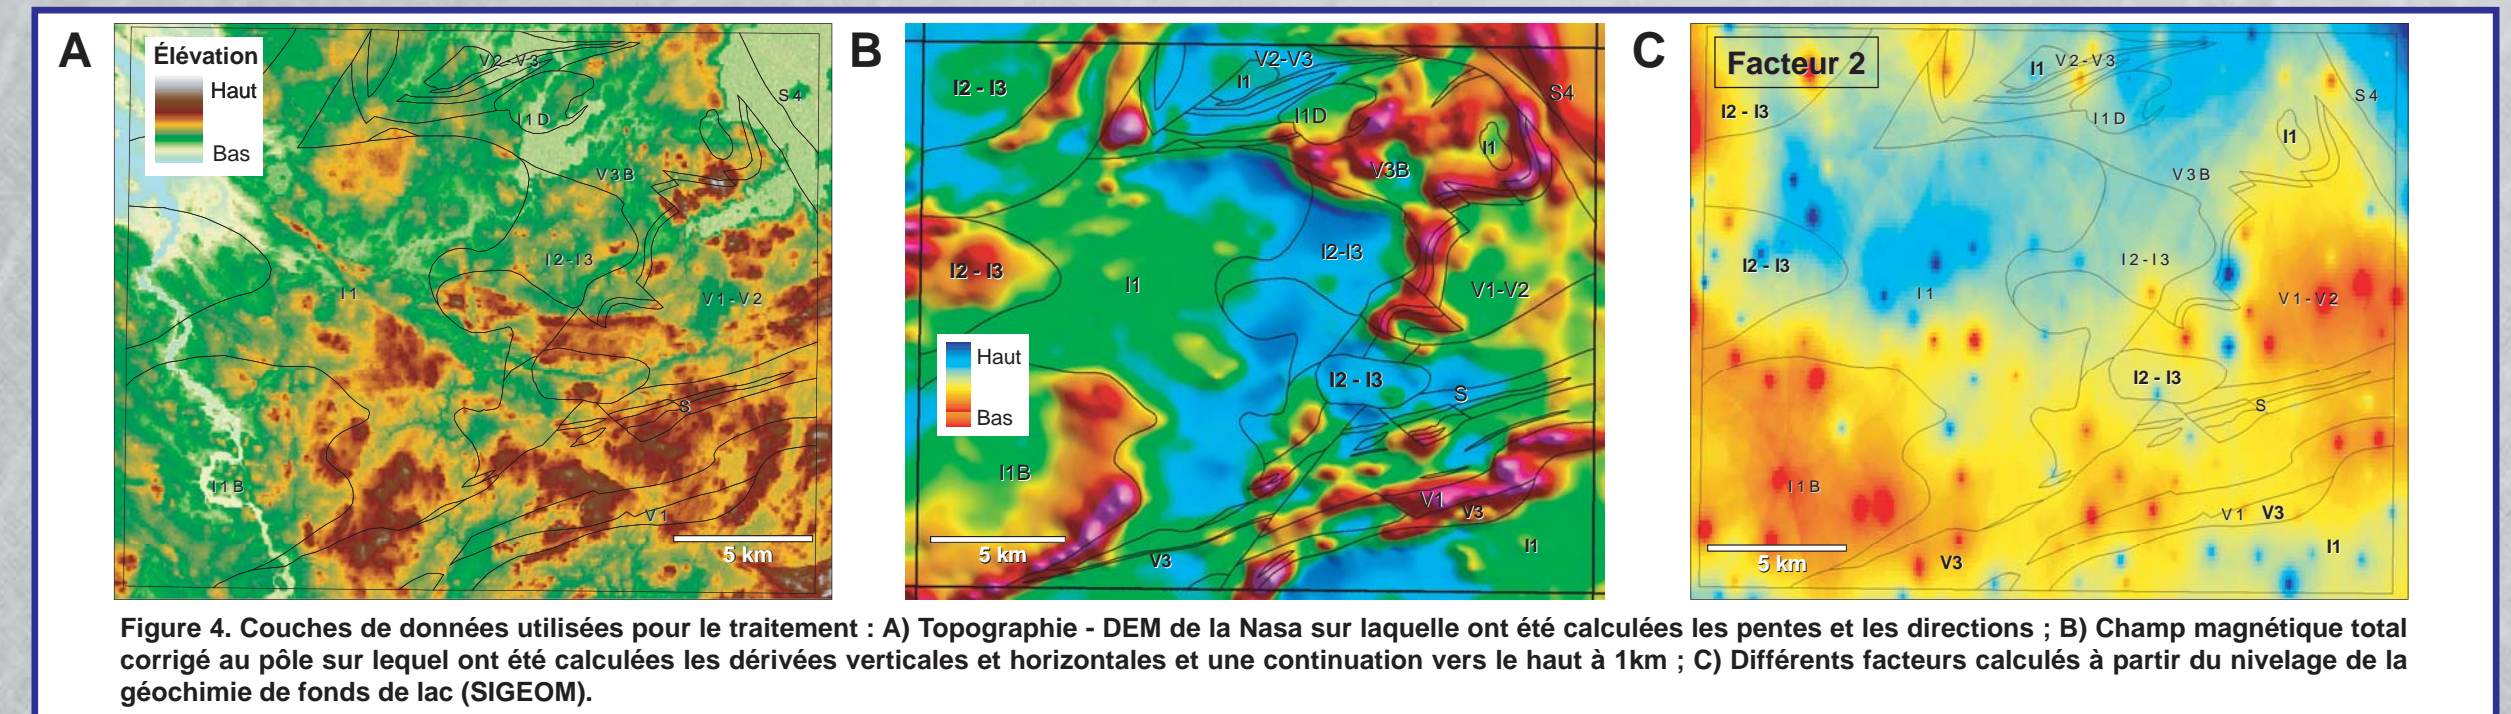 A
Élévation
Haut
Bas
V2-V3
S4
I1D
V3B
I2-I3
I1
V1-V2
S
I1B
V1
5 km
B
I2 - I3
V2-V3
I1
S4
I1D
I1
V3B
I2-I3
I2 - I3
I1
V1-V2
Haut
Bas
I2 - I3
S
I1B
V1
V3
I1
V3
5 km
C
Facteur 2
I1
V2-V3
I2 - I3
S4
I1D
I1
V3B
I2 - I3
I2-I3
I1
V1-V2
I2 - I3
S
I1B
V1
V3
I1
V3
5 km
Figure 4. Couches de données utilisées pour le traitement : A) Topographie - DEM de la Nasa sur laquelle ont été calculées les pentes et les directions ; B) Champ magnétique total
corrigé au pôle sur lequel ont été calculées les dérivées verticales et horizontales et une continuation vers le haut à 1km ; C) Différents facteurs calculés à partir du nivelage de la
géochimie de fonds de lac (SIGEOM).